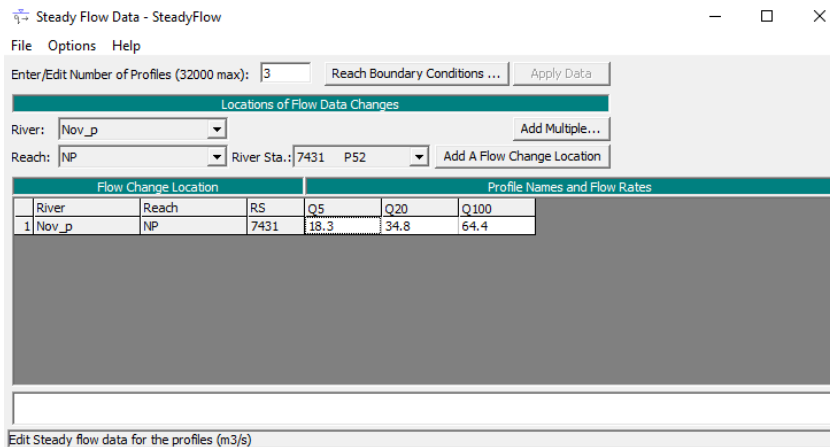 Steady Flow Data - SteadyFlow
File Options Help
Enter/Edit Number of Profiles (32000 max): 3 Reach Boundary Conditions ... Apply Data
Locations of Flow Data Changes
River: Nov_p Add Multiple...
Reach: NP River Sta.: 7431 P52 Add A Flow Change Location
Flow Change Location Profile Names and Flow Rates
River Reach RS Q5 Q20 Q100
1 Nov_p NP 7431 18.3 34.8 64.4
Edit Steady flow data for the profiles (m3/s)